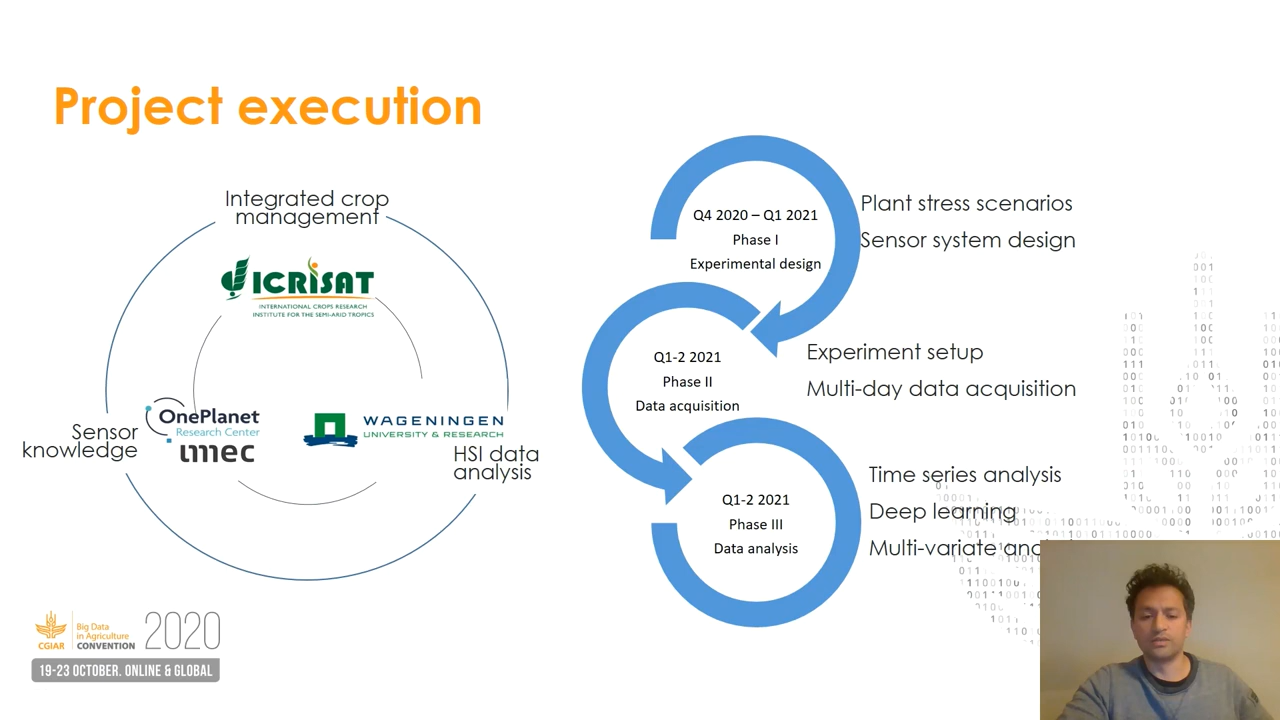 Project execution
Integrated crop
management
ICRISAT
INTERNATIONAL CROPS RESEARCH
INSTITUTE FOR THE SEMI-ARID TROPICS
OnePlanet
Research Center
imec
WAGENINGEN
UNIVERSITY & RESEARCH
Sensor
knowledge
HSI data
analysis
Q4 2020 – Q1 2021
Phase I
Experimental design
Plant stress scenarios
Sensor system design
Q1-2 2021
Phase II
Data acquisition
Experiment setup
Multi-day data acquisition
Q1-2 2021
Phase III
Data analysis
Time series analysis
Deep learning
Multi-variate
CGIAR
Big Data
in Agriculture
CONVENTION
2020
19-23 OCTOBER. ONLINE & GLOBAL